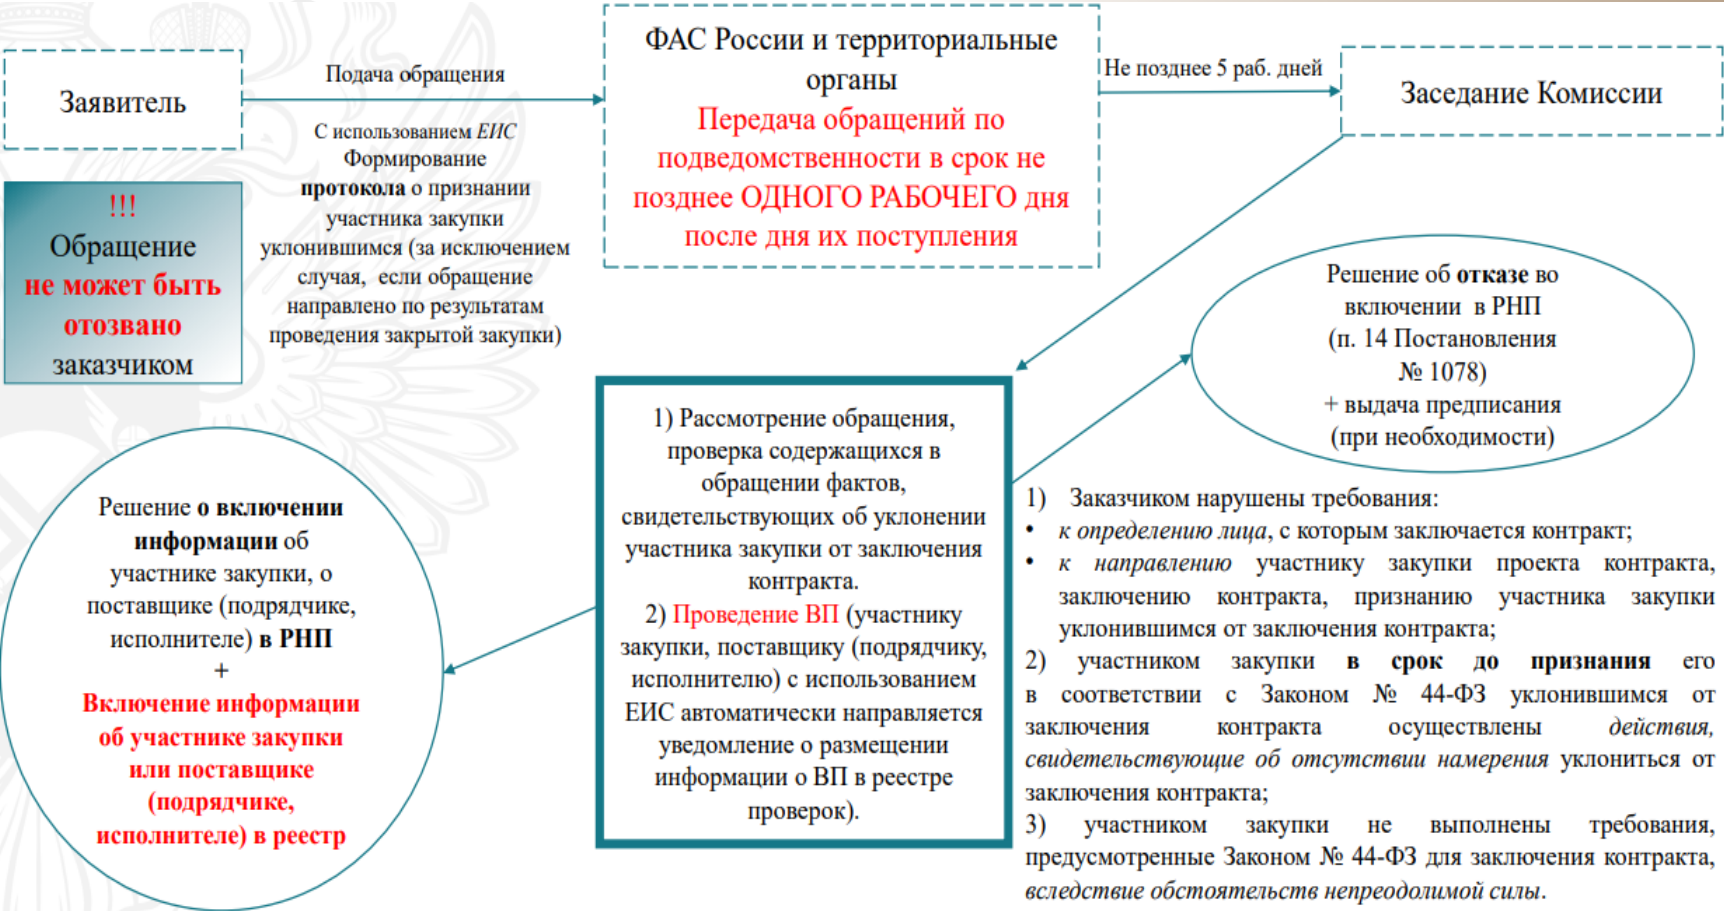 Заявитель
!!!
Обращение
не может быть
отозвано
заказчиком
Подача обращения
С использованием ЕИС
Формирование
протокола о признании
участника закупки
уклонившимся (за исключением
случая, если обращение
направлено по результатам
проведения закрытой закупки)
ФАС России и территориальные
органы
Передача обращений по
подведомственности в срок не
позднее ОДНОГО РАБОЧЕГО дня
после дня их поступления
Не позднее 5 раб. дней
Заседание Комиссии
1) Рассмотрение обращения,
проверка содержащихся в
обращении фактов,
свидетельствующих об уклонении
участника закупки от заключения
контракта.
2) Проведение ВП (участнику
закупки, поставщику (подрядчику,
исполнителю) с использованием
ЕИС автоматически направляется
уведомление о размещении
информации о ВП в реестре
проверок).
Решение о включении
информации об
участнике закупки, о
поставщике (подрядчике,
исполнителе) в РНП
+
Включение информации
об участнике закупки
или поставщике
(подрядчике,
исполнителе) в реестр
Решение об отказе во
включении в РНП
(п. 14 Постановления
№ 1078)
+ выдача предписания
(при необходимости)
1) Заказчиком нарушены требования:
• к определению лица, с которым заключается контракт;
• к направлению участнику закупки проекта контракта,
заключению контракта, признанию участника закупки
уклонившимся от заключения контракта;
2) участником закупки в срок до признания его
в соответствии с Законом № 44-ФЗ уклонившимся от
заключения контракта осуществлены действия,
свидетельствующие об отсутствии намерения уклониться от
заключения контракта;
3) участником закупки не выполнены требования,
предусмотренные Законом № 44-ФЗ для заключения контракта,
вследствие обстоятельств непреодолимой силы.